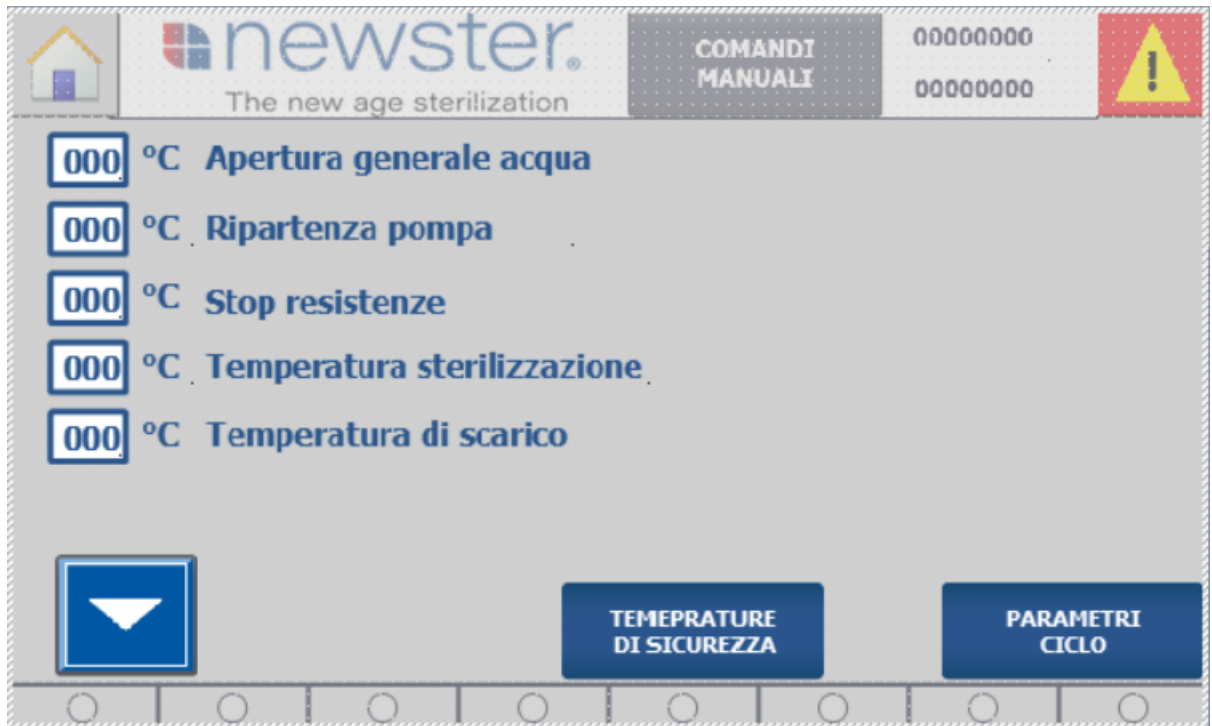 newster®
The new age sterilization
COMANDI
MANUALI
00000000
00000000
!
000 °C Apertura generale acqua
000 °C Ripartenza pompa
000 °C Stop resistenze
000 °C Temperatura sterilizzazione
000 °C Temperatura di scarico
TEMEPRATURE
DI SICUREZZA
PARAMETRI
CICLO